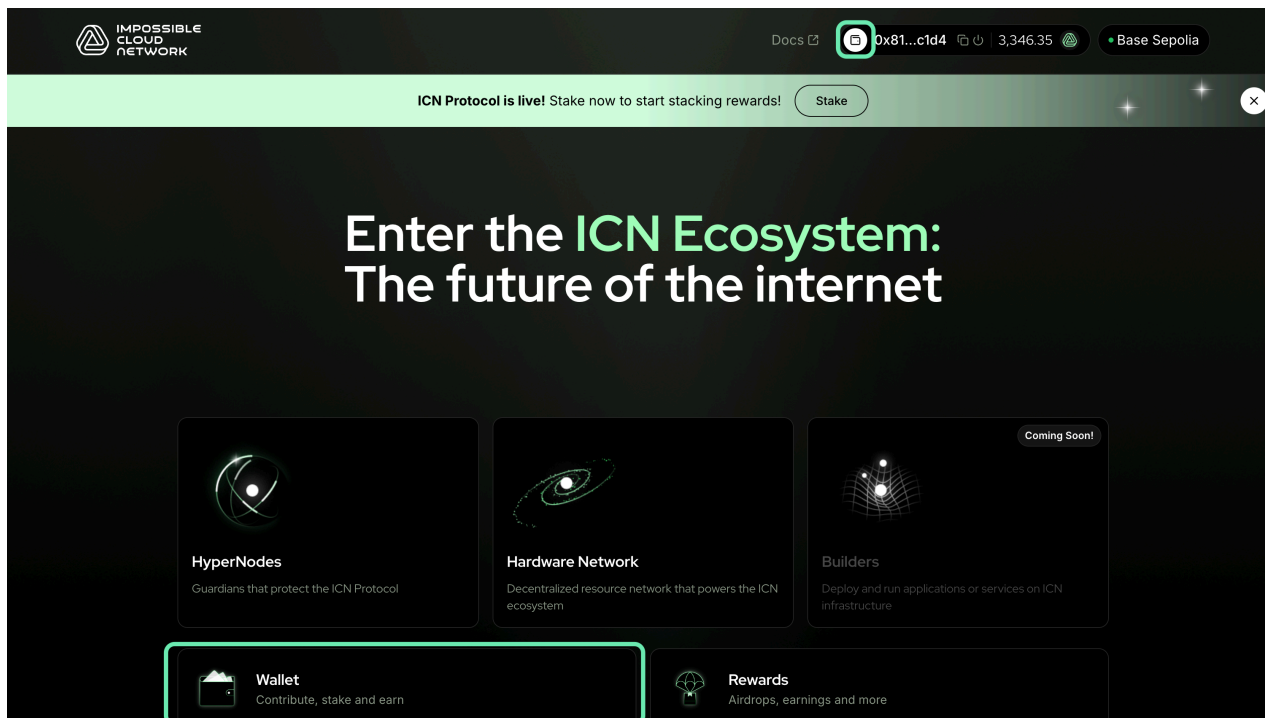 IMPOSSIBLE
CLOUD
NETWORK
Docs
0x81...c1d4
3,346.35
Base Sepolia
ICN Protocol is live! Stake now to start stacking rewards!
Stake
Enter the ICN Ecosystem:
The future of the internet
HyperNodes
Guardians that protect the ICN Protocol
Hardware Network
Decentralized resource network that powers the ICN
ecosystem
Coming Soon!
Builders
Deploy and run applications or services on ICN
infrastructure
Wallet
Contribute, stake and earn
Rewards
Airdrops, earnings and more